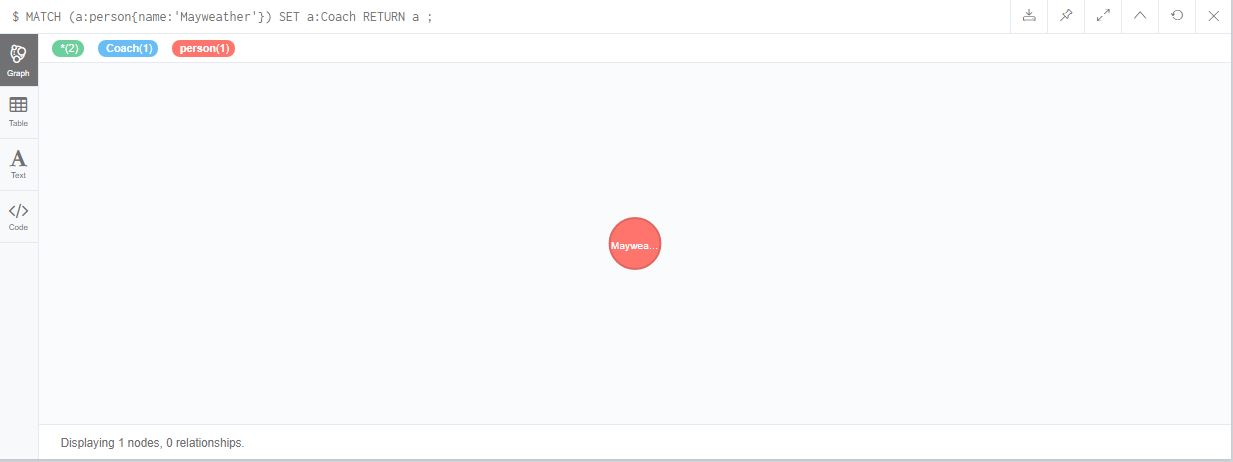 $ MATCH (a:person{name:'Mayweather'}) SET a:Coach RETURN a ;
*(2) Coach(1) person(1)
Graph
Table
A
Text
</>
Code
Maywea...
Displaying 1 nodes, 0 relationships.